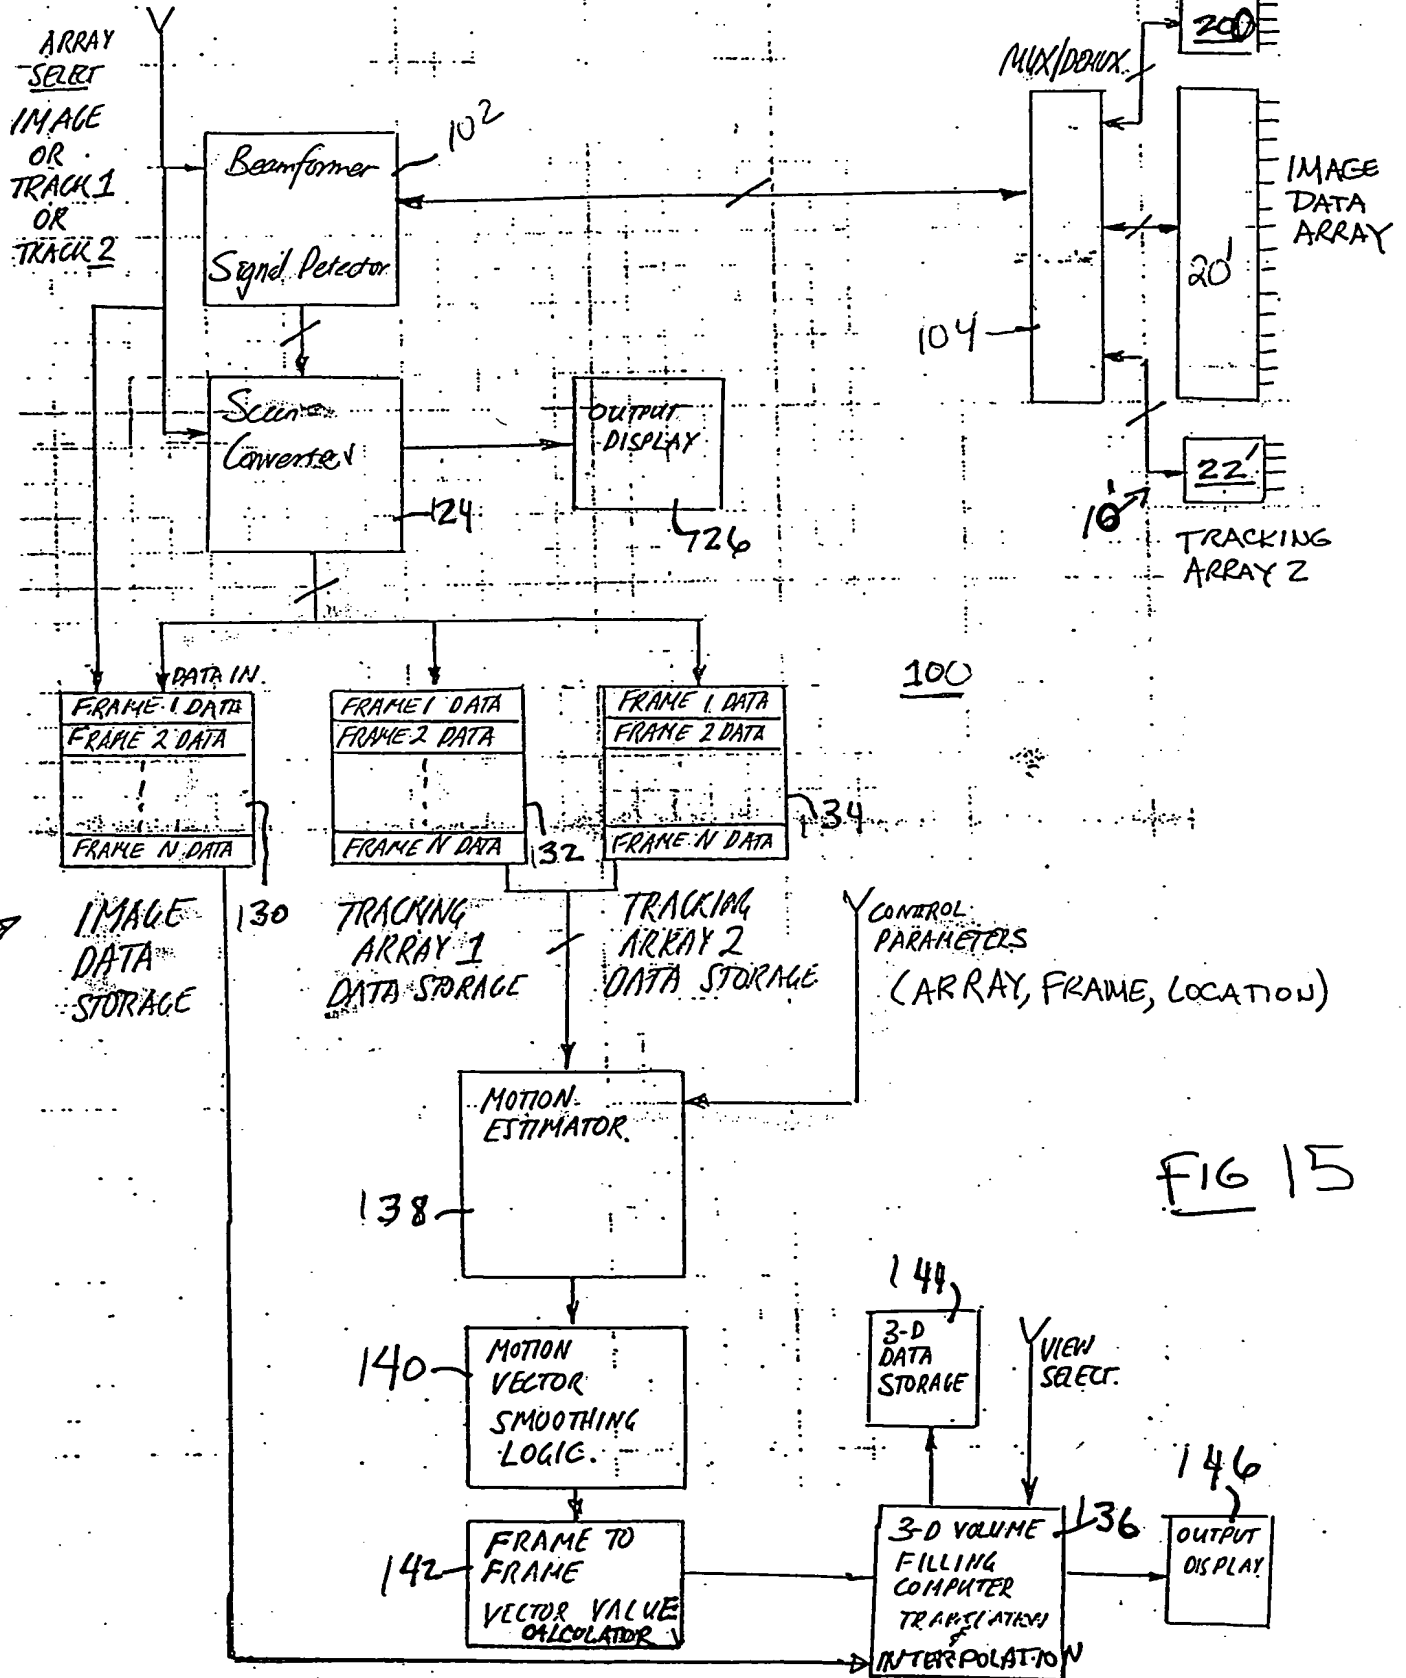 200
MUX/DEMUX.
ARRAY
SELECT
IMAGE
OR
TRACK 1
OR
TRACK 2
Beamformer
Signal Detector
102
104
20'
IMAGE
DATA
ARRAY
Scan
Converter
124
OUTPUT
DISPLAY
126
22'
10'
TRACKING
ARRAY 2
100
DATA IN.
FRAME 1 DATA
FRAME 2 DATA
FRAME N DATA
130
IMAGE
DATA
STORAGE
FRAME 1 DATA
FRAME 2 DATA
FRAME N DATA
132
TRACKING
ARRAY 1
DATA STORAGE
FRAME 1 DATA
FRAME 2 DATA
FRAME N DATA
134
TRACKING
ARRAY 2
DATA STORAGE
CONTROL
PARAMETERS
(ARRAY, FRAME, LOCATION)
MOTION
ESTIMATOR.
138
FIG 15
MOTION
VECTOR
SMOOTHING
LOGIC.
140
144
3-D
DATA
STORAGE
VIEW
SELECT.
FRAME TO
FRAME
VECTOR VALUE
CALCULATOR
142
3-D VOLUME
FILLING
COMPUTER
&
INTERPOLATION
136
146
OUTPUT
DISPLAY